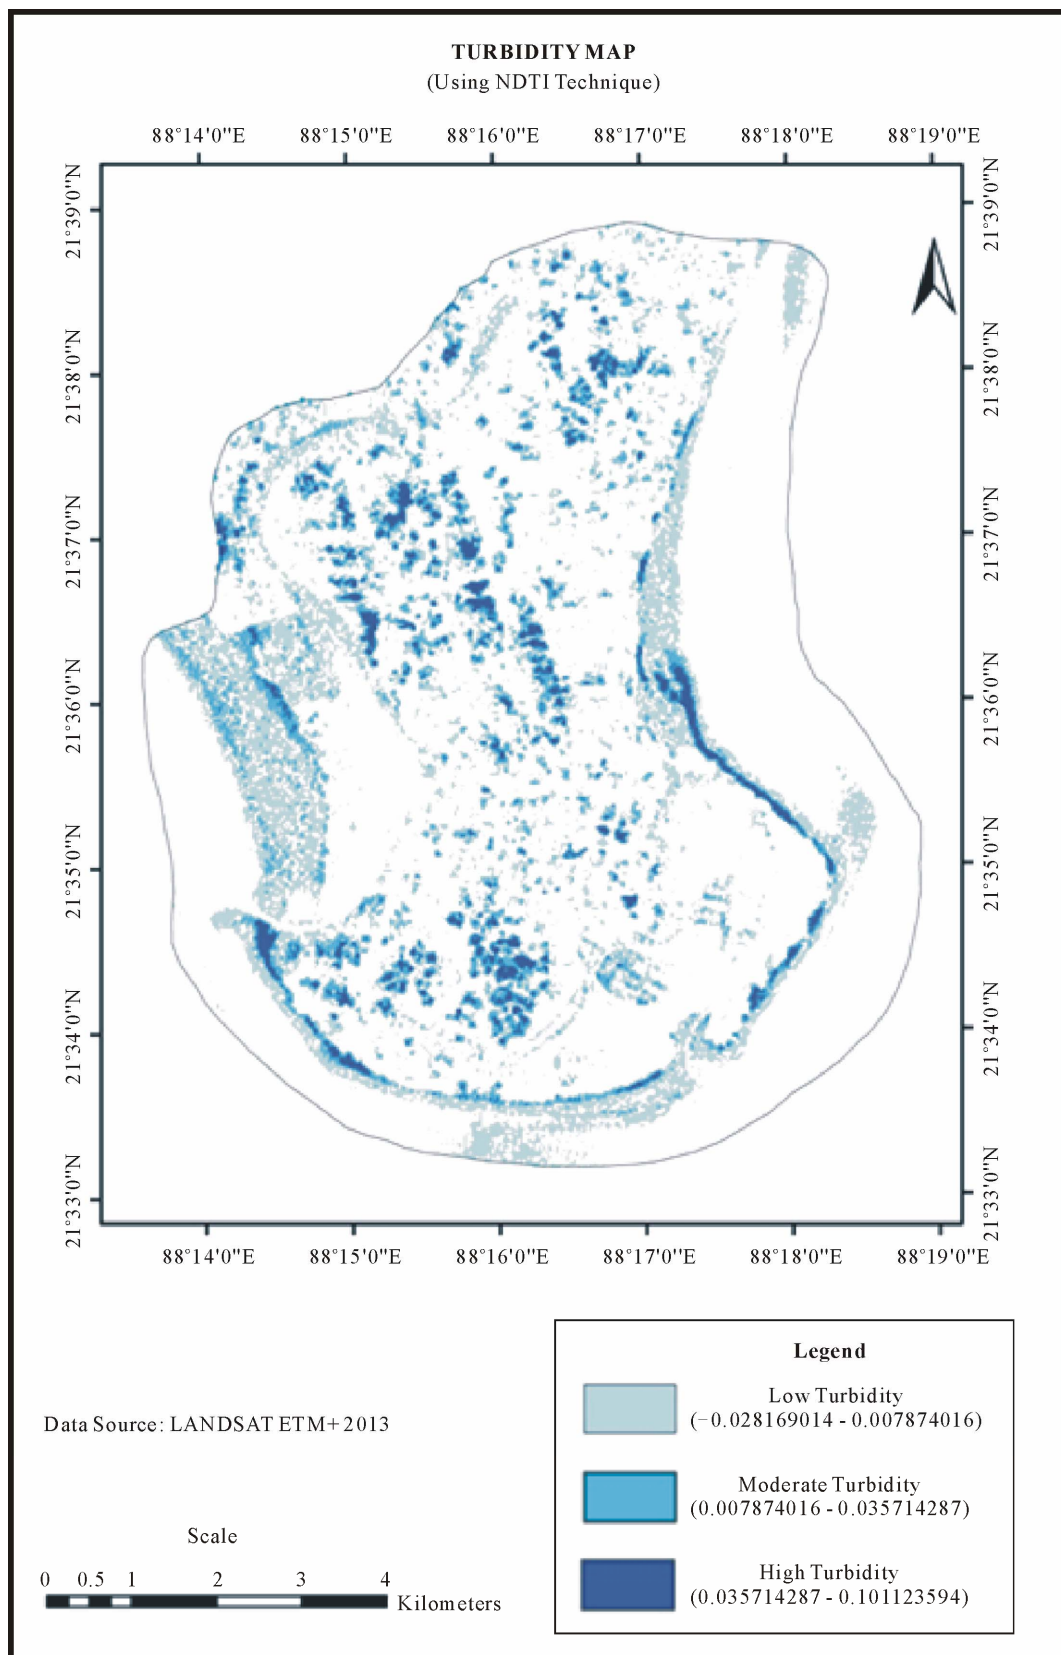 TURBIDITY MAP
(Using NDTI Technique)
88°14'0"E 88°15'0"E 88°16'0"E 88°17'0"E 88°18'0"E 88°19'0"E
21°39'0"N 21°39'0"N
21°38'0"N 21°38'0"N
21°37'0"N 21°37'0"N
21°36'0"N 21°36'0"N
21°35'0"N 21°35'0"N
21°34'0"N 21°34'0"N
21°33'0"N 21°33'0"N
88°14'0"E 88°15'0"E 88°16'0"E 88°17'0"E 88°18'0"E 88°19'0"E
Legend
Low Turbidity
(−0.028169014 - 0.007874016)
Data Source: LANDSAT ETM+ 2013
Moderate Turbidity
(0.007874016 - 0.035714287)
Scale
High Turbidity
(0.035714287 - 0.101123594)
0 0.5 1 2 3 4
Kilometers